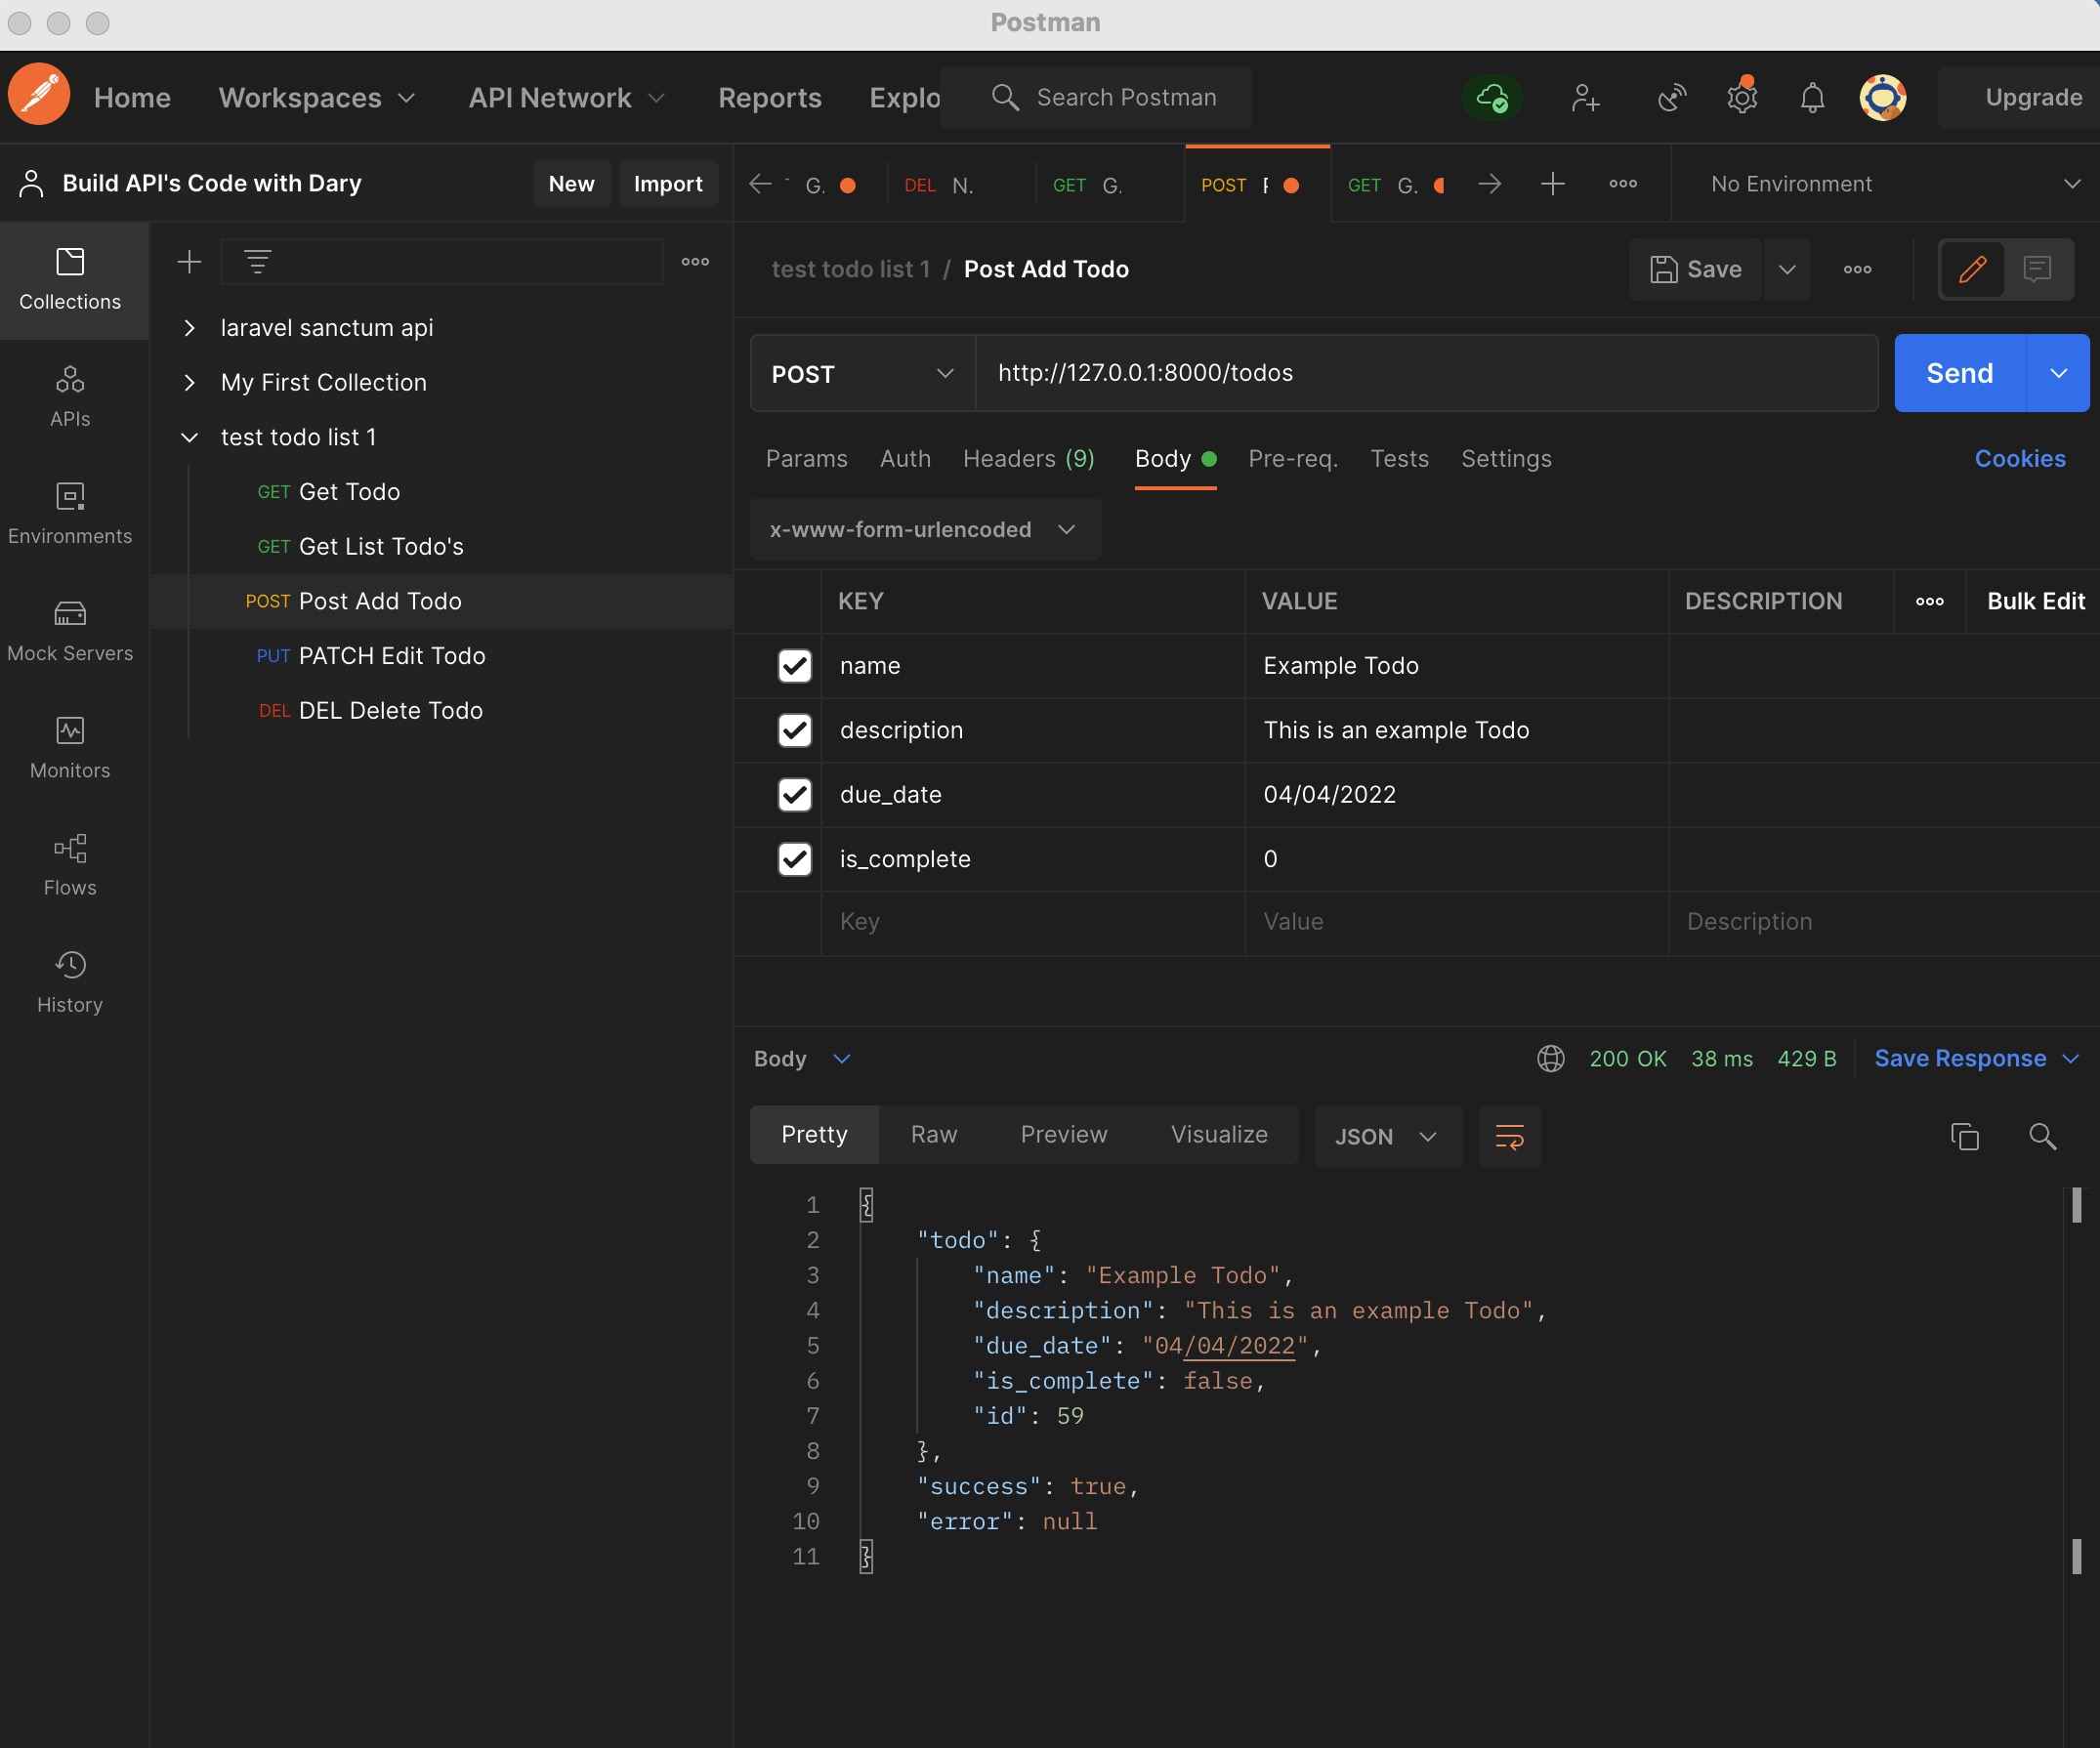 Postman
Home Workspaces API Network Reports Explo Search Postman Upgrade
Build API's Code with Dary New Import
G. DEL N. GET G. POST GET G. No Environment
Collections
APIs
Environments
Mock Servers
Monitors
Flows
History
laravel sanctum api
My First Collection
test todo list 1
GET Get Todo
GET Get List Todo's
POST Post Add Todo
PUT PATCH Edit Todo
DEL DEL Delete Todo
test todo list 1 / Post Add Todo Save
POST http://127.0.0.1:8000/todos Send
Params Auth Headers (9) Body Pre-req. Tests Settings Cookies
x-www-form-urlencoded
KEY VALUE DESCRIPTION Bulk Edit
name Example Todo
description This is an example Todo
due_date 04/04/2022
is_complete 0
Key Value Description
Body 200 OK 38 ms 429 B Save Response
Pretty Raw Preview Visualize JSON
1 {
2 "todo": {
3 "name": "Example Todo",
4 "description": "This is an example Todo",
5 "due_date": "04/04/2022",
6 "is_complete": false,
7 "id": 59
8 },
9 "success": true,
10 "error": null
11 }